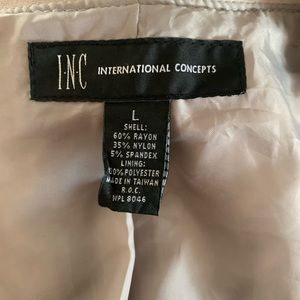 I·N·C INTERNATIONAL CONCEPTS
L
SHELL:
60% RAYON
35% NYLON
5% SPANDEX
LINING:
100% POLYESTER
MADE IN TAIWAN
R.O.C.
WPL 8046